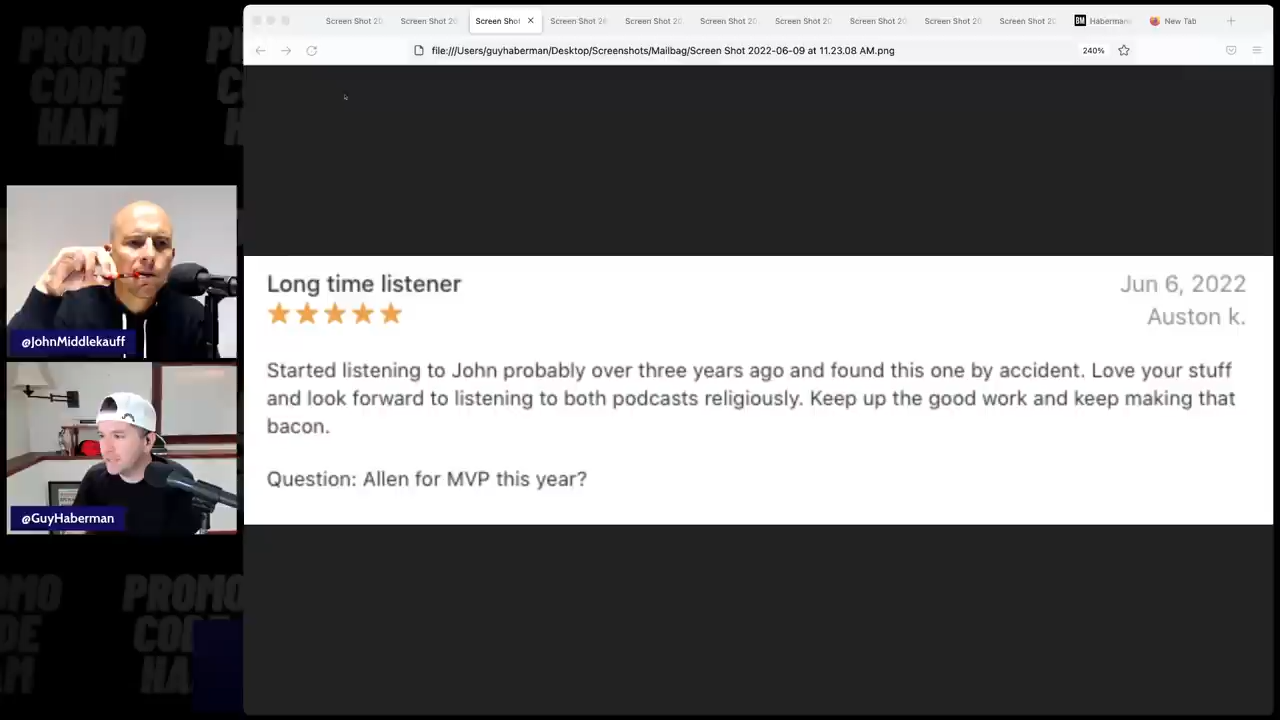 Screen Shot 20
Screen Shot 20
Screen Shot
Screen Shot 20
Screen Shot 20
Screen Shot 20
Screen Shot 20
Screen Shot 20
Screen Shot 20
Screen Shot 20
BM Haberman
New Tab
file:///Users/guyhaberman/Desktop/Screenshots/Mailbag/Screen Shot 2022-06-09 at 11.23.08 AM.png
240%
PROMO
CODE
HAM
Long time listener
Jun 6, 2022
Auston k.
Started listening to John probably over three years ago and found this one by accident. Love your stuff
and look forward to listening to both podcasts religiously. Keep up the good work and keep making that
bacon.
Question: Allen for MVP this year?
@JohnMiddlekauff
@GuyHaberman
PROMO